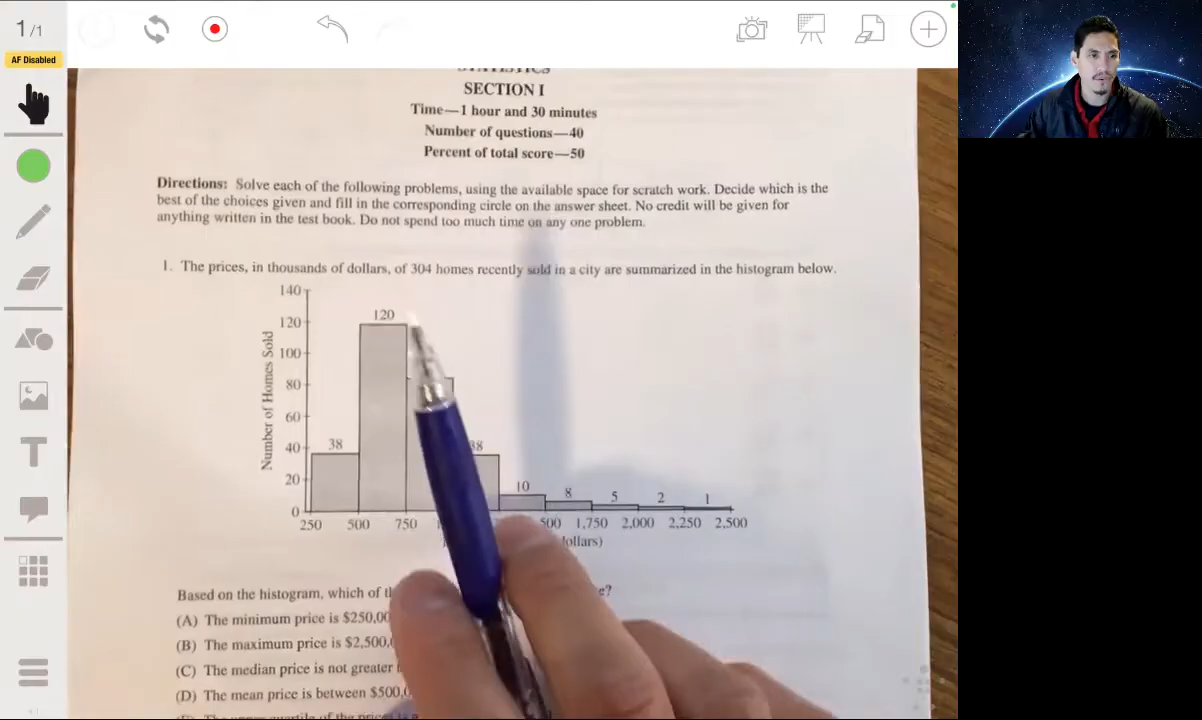 1/1
AF Disabled
T
STATISTICS
SECTION I
Time—1 hour and 30 minutes
Number of questions—40
Percent of total score—50
Directions: Solve each of the following problems, using the available space for scratch work. Decide which is the
best of the choices given and fill in the corresponding circle on the answer sheet. No credit will be given for
anything written in the test book. Do not spend too much time on any one problem.
1. The prices, in thousands of dollars, of 304 homes recently sold in a city are summarized in the histogram below.
Number of Homes Sold
140
120
100
80
60
40
20
0
38
120
38
10
8
5
2
1
250 500 750 500 1,750 2,000 2,250 2,500
dollars)
Based on the histogram, which of
(A) The minimum price is $250,00
(B) The maximum price is $2,500,
(C) The median price is not greater
(D) The mean price is between $500,0